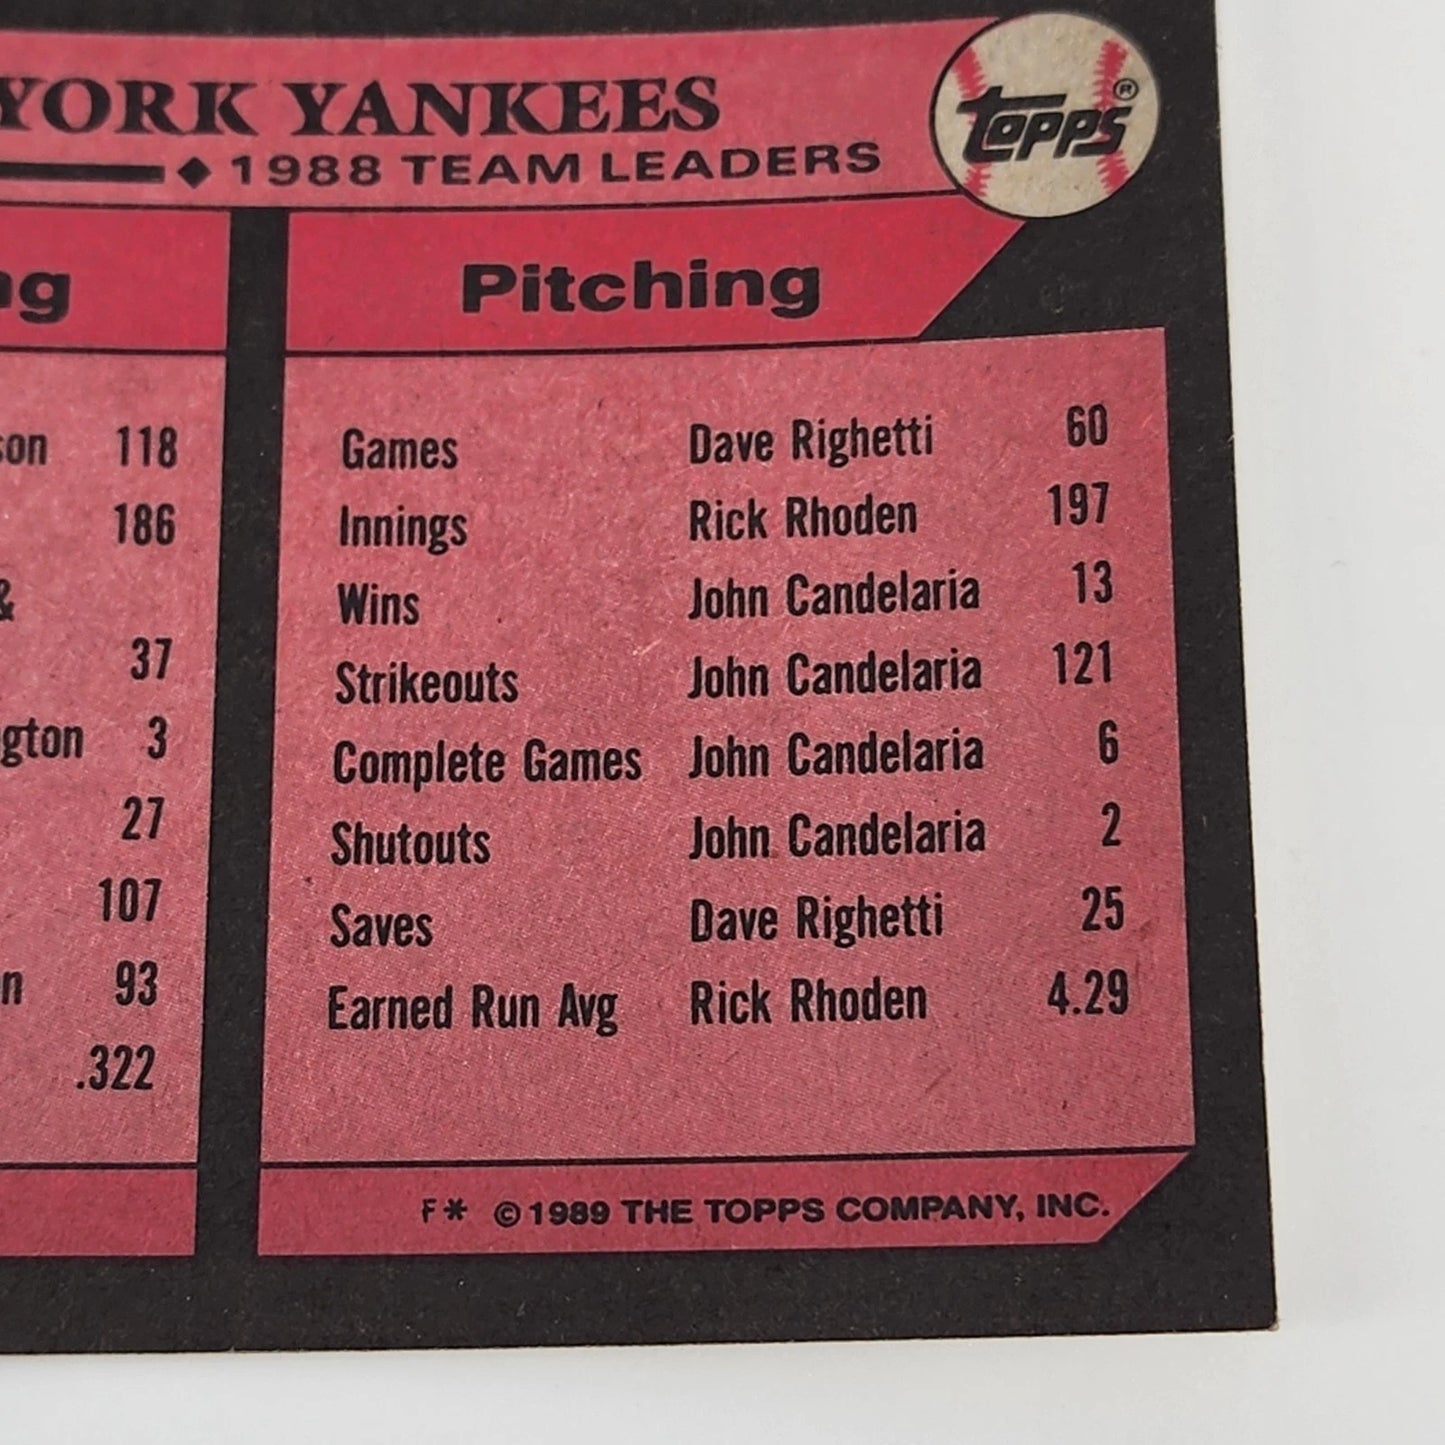 YORK YANKEES
1988 TEAM LEADERS
topps®
Pitching
118
186
&
37
3
27
107
93
.322
Games Dave Righetti 60
Innings Rick Rhoden 197
Wins John Candelaria 13
Strikeouts John Candelaria 121
Complete Games John Candelaria 6
Shutouts John Candelaria 2
Saves Dave Righetti 25
Earned Run Avg Rick Rhoden 4.29
F* © 1989 THE TOPPS COMPANY, INC.